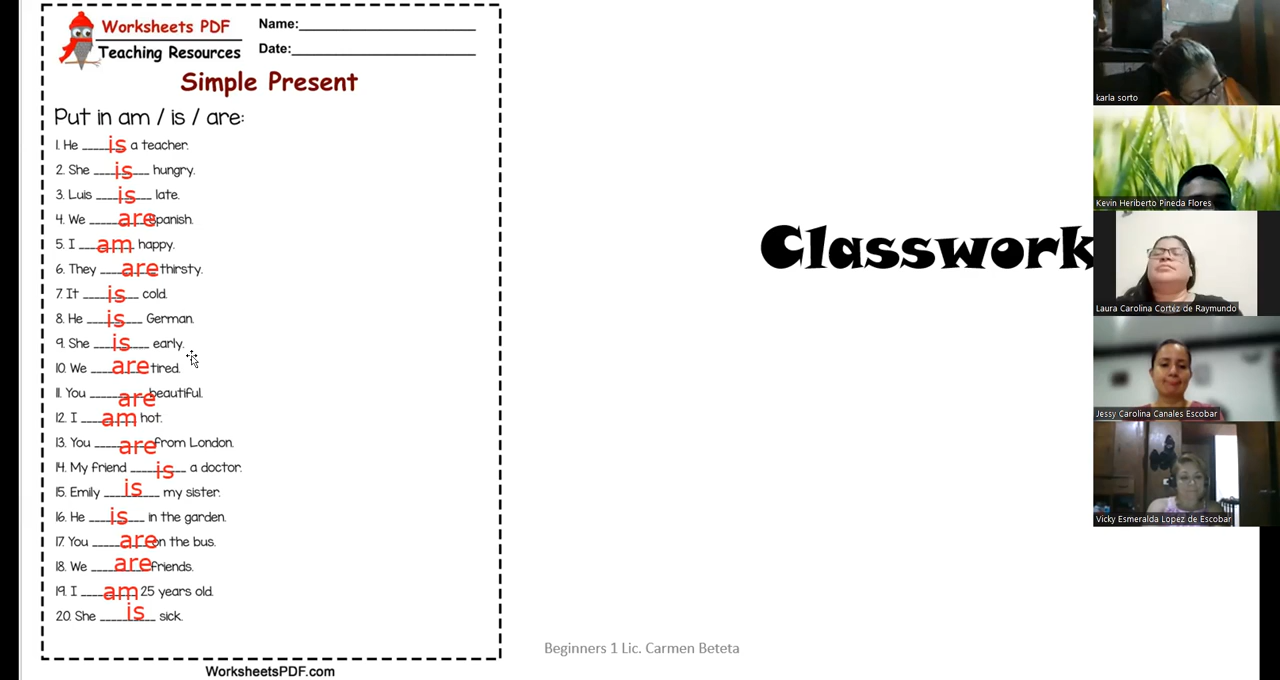 Worksheets PDF
Teaching Resources
Name:
Date:
Simple Present
Put in am / is / are:
1. He is a teacher.
2. She is hungry.
3. Luis is late.
4. We are Spanish.
5. I am happy.
6. They are thirsty.
7. It is cold.
8. He is German.
9. She is early.
10. We are tired.
11. You are beautiful.
12. I am hot.
13. You are from London.
14. My friend is a doctor.
15. Emily is my sister.
16. He is in the garden.
17. You are on the bus.
18. We are friends.
19. I am 25 years old.
20. She is sick.
WorksheetsPDF.com
Classwork
Beginners 1 Lic. Carmen Beteta
karla sorto
Kevin Heriberto Pineda Flores
Laura Carolina Cortéz de Raymundo
Jessy Carolina Canales Escobar
Vicky Esmeralda Lopez de Escobar